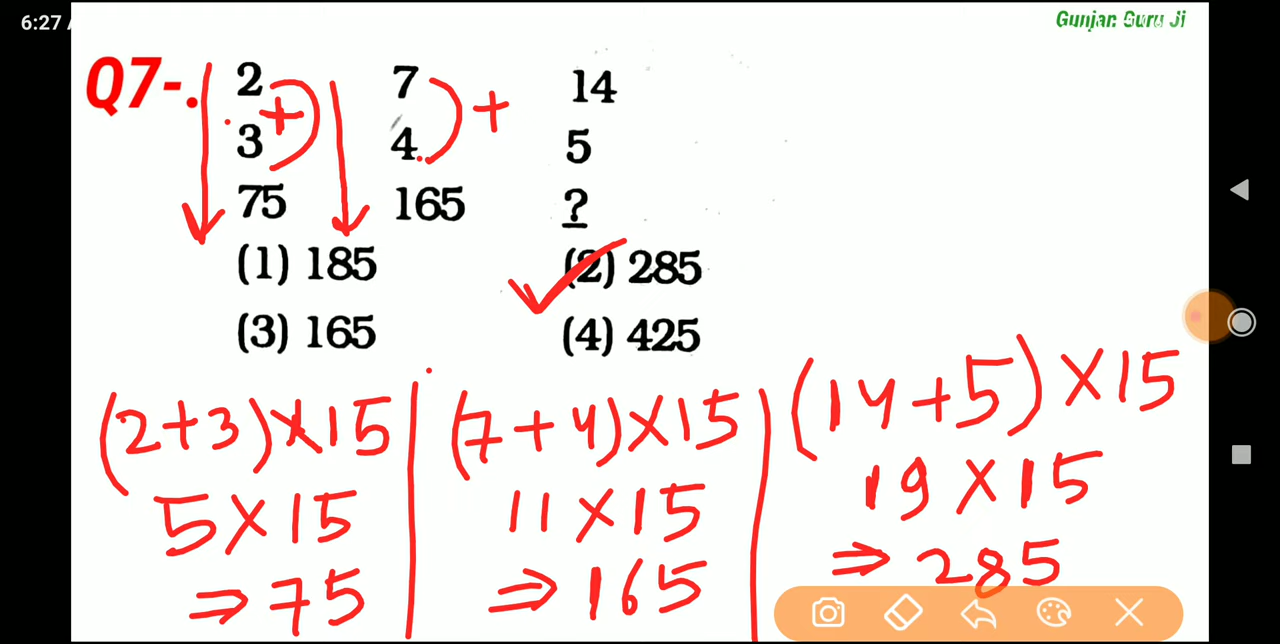 6:27
Gunjan Guru Ji
Q7-. 2 + 7 + 14
3 4 5
75 165 ?
(1) 185 (2) 285
(3) 165 (4) 425
(2+3)×15 (7+4)×15 (14+5)×15
5×15 11×15 19×15
⇒75 ⇒165 ⇒285